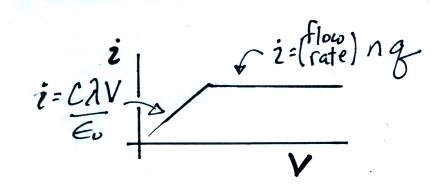 i
i = (flow rate) n q
i = CλV/ε₀
V